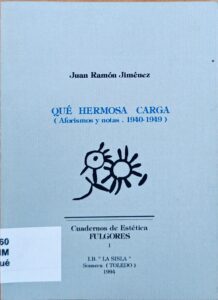 Juan Ramón Jiménez
QUÉ HERMOSA CARGA
( Aforismos y notas . 1940-1949 )
Cuadernos de Estética
FULGORES
1
I.B. " LA SISLA "
Sonseca ( TOLEDO )
1994
60
IM
ué